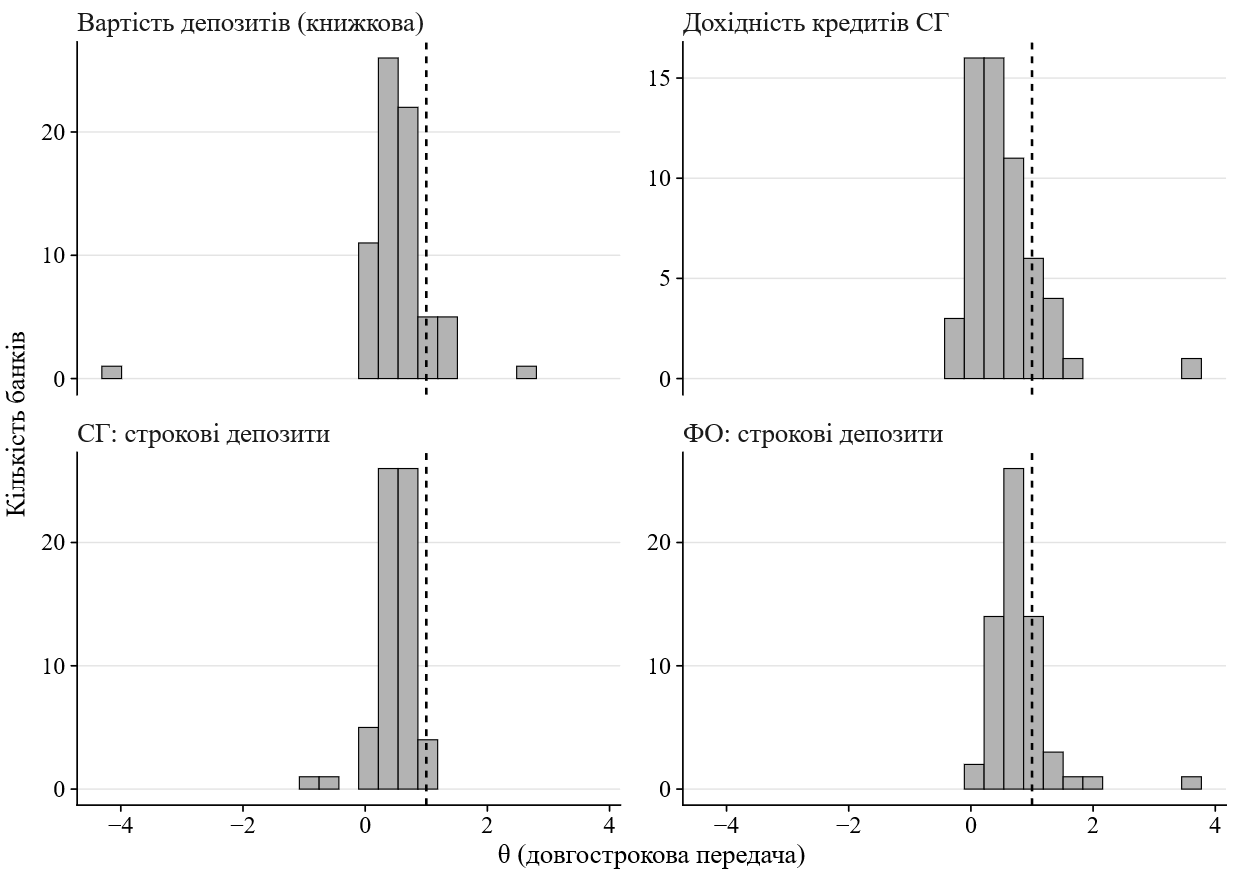 Вартість депозитів (книжкова)
Дохідність кредитів СГ
20
10
0
15
10
5
0
Кількість банків
СГ: строкові депозити
ФО: строкові депозити
20
10
0
20
10
0
−4 −2 0 2 4
−4 −2 0 2 4
θ (довгострокова передача)